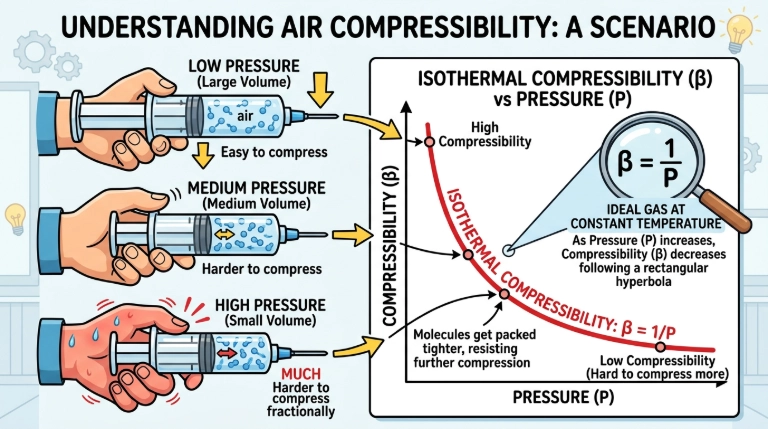 UNDERSTANDING AIR COMPRESSIBILITY: A SCENARIO
LOW PRESSURE
(Large Volume)
air
Easy to compress
MEDIUM PRESSURE
(Medium Volume)
Harder to compress
HIGH PRESSURE
(Small Volume)
MUCH
Harder to
compress
fractionally
ISOTHERMAL COMPRESSIBILITY (β)
vs PRESSURE (P)
COMPRESSIBILITY (β)
High
Compressibility
β = 1/P
IDEAL GAS AT
CONSTANT TEMPERATURE
As Pressure (P) increases,
Compressibility (β) decreases
following a rectangular
hyperbola
ISOTHERMAL COMPRESSIBILITY: β = 1/P
Molecules get packed
tighter, resisting
further compression
Low Compressibility
(Hard to compress more)
PRESSURE (P)